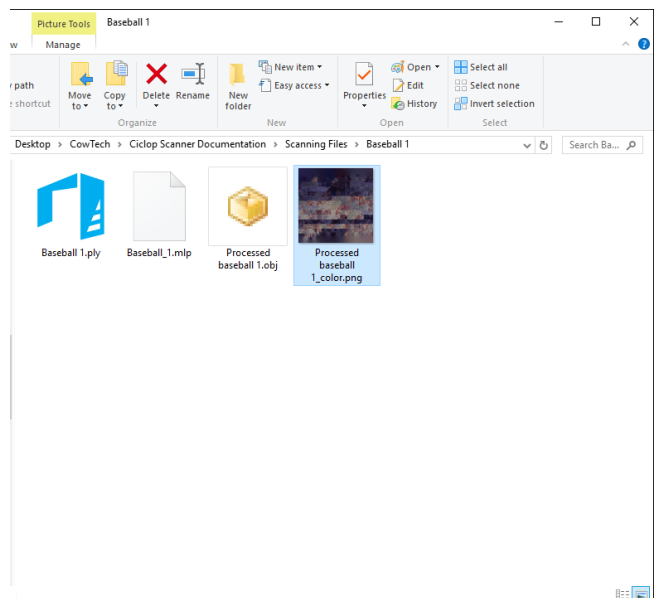 Picture Tools Baseball 1
w Manage
path
shortcut
Move to
Copy to
Delete
Rename
New folder
New item
Easy access
Properties
Open
Edit
History
Select all
Select none
Invert selection
Organize New Open Select
Desktop > CowTech > Ciclop Scanner Documentation > Scanning Files > Baseball 1
Search Ba...
Baseball 1.ply
Baseball_1.mlp
Processed
baseball 1.obj
Processed
baseball
1_color.png